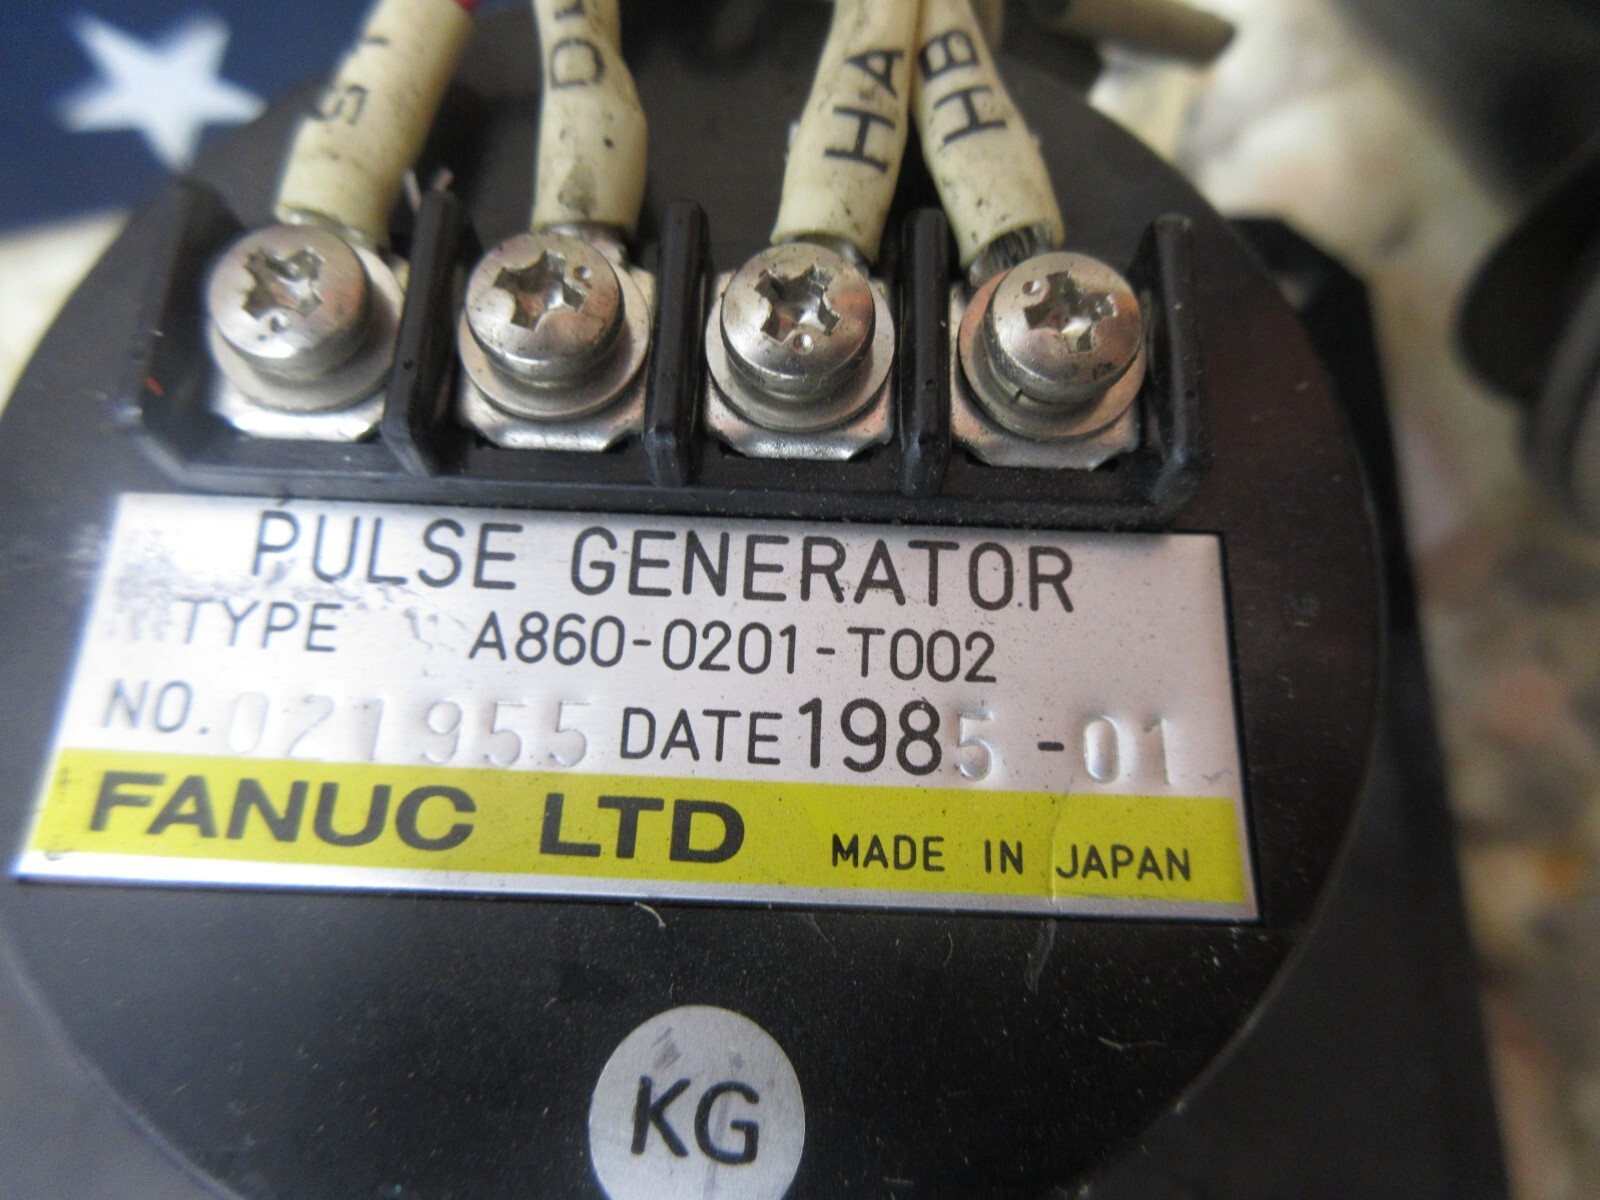 HA
HB
PULSE GENERATOR
TYPE A860-0201-T002
NO. 021955 DATE 1985-01
FANUC LTD MADE IN JAPAN
KG